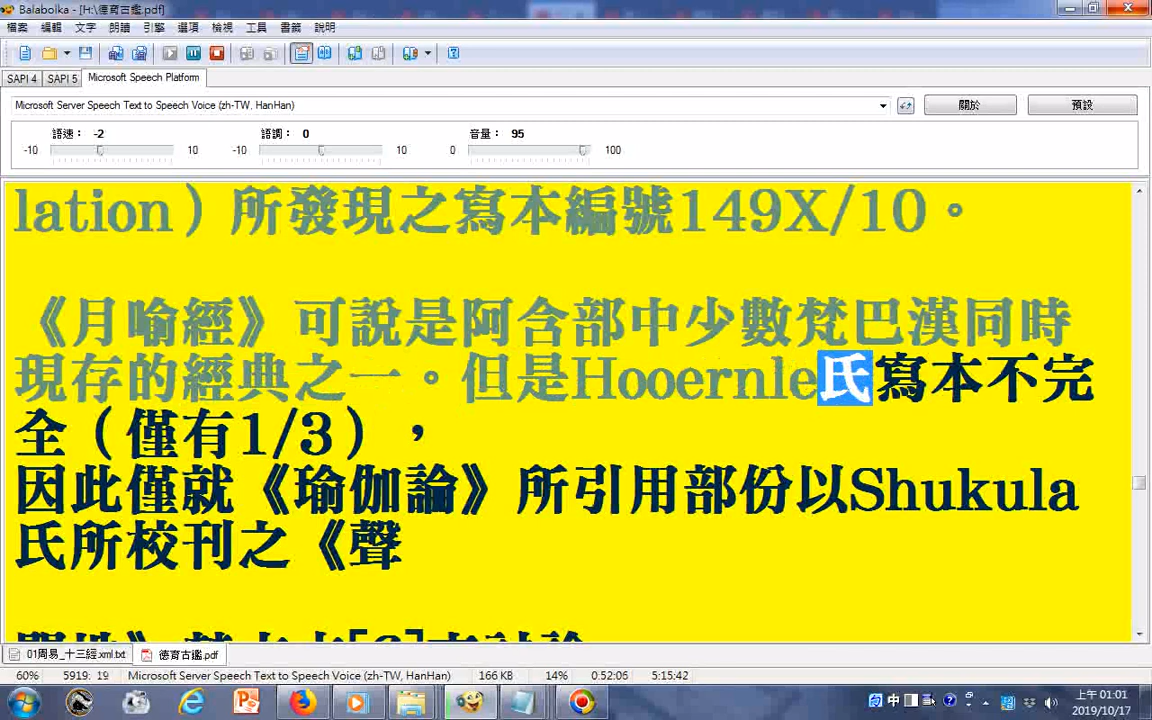 Balabolka - [H:\德育古鑑.pdf]
檔案 編輯 文字 朗讀 引擎 選項 檢視 工具 書籤 說明
SAPI 4 SAPI 5 Microsoft Speech Platform
Microsoft Server Speech Text to Speech Voice (zh-TW, HanHan) 關於 預設
語速： -2 語調： 0 音量： 95
-10 10 -10 10 0 100
lation）所發現之寫本編號149X/10。
《月喻經》可說是阿含部中少數梵巴漢同時
現存的經典之一。但是Hooernle氏寫本不完
全（僅有1/3），
因此僅就《瑜伽論》所引用部份以Shukula
氏所校刊之《聲
01周易_十三經.xml.txt 德育古鑑.pdf
60% 5919: 19 Microsoft Server Speech Text to Speech Voice (zh-TW, HanHan) 166 KB 14% 0:52:06 5:15:42
中
上午 01:01
2019/10/17